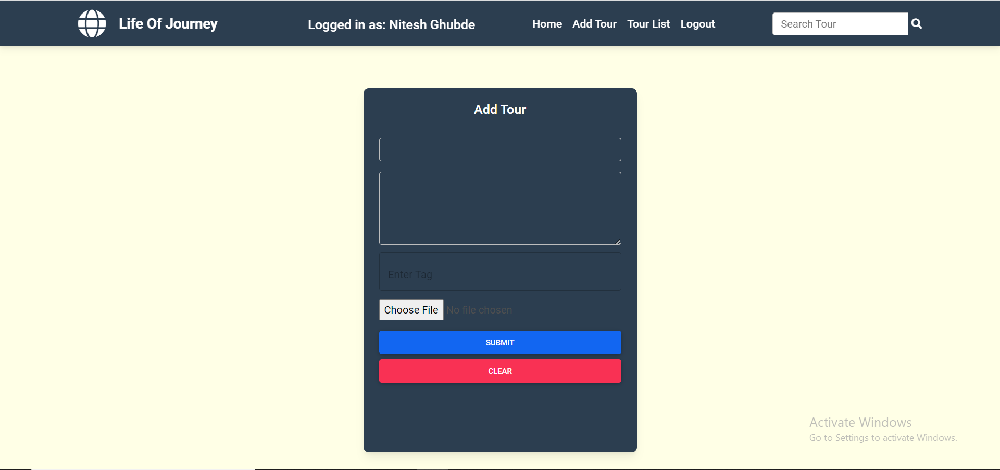 Life Of Journey
Logged in as: Nitesh Ghubde
Home
Add Tour
Tour List
Logout
Search Tour
Add Tour
Enter Tag
Choose File No file chosen
SUBMIT
CLEAR
Activate Windows
Go to Settings to activate Windows.